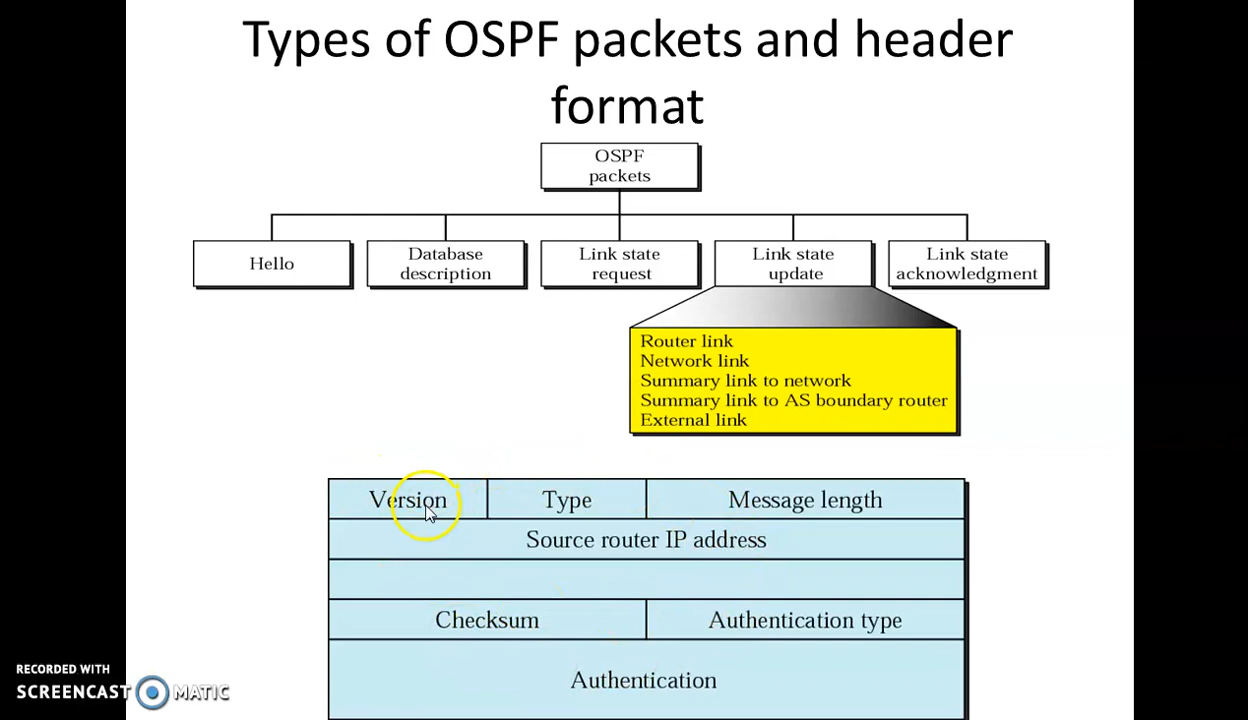 Types of OSPF packets and header
format
OSPF
packets
Hello
Database
description
Link state
request
Link state
update
Link state
acknowledgment
Router link
Network link
Summary link to network
Summary link to AS boundary router
External link
Version
Type
Message length
Source router IP address
Checksum
Authentication type
Authentication
RECORDED WITH
SCREENCAST MATIC